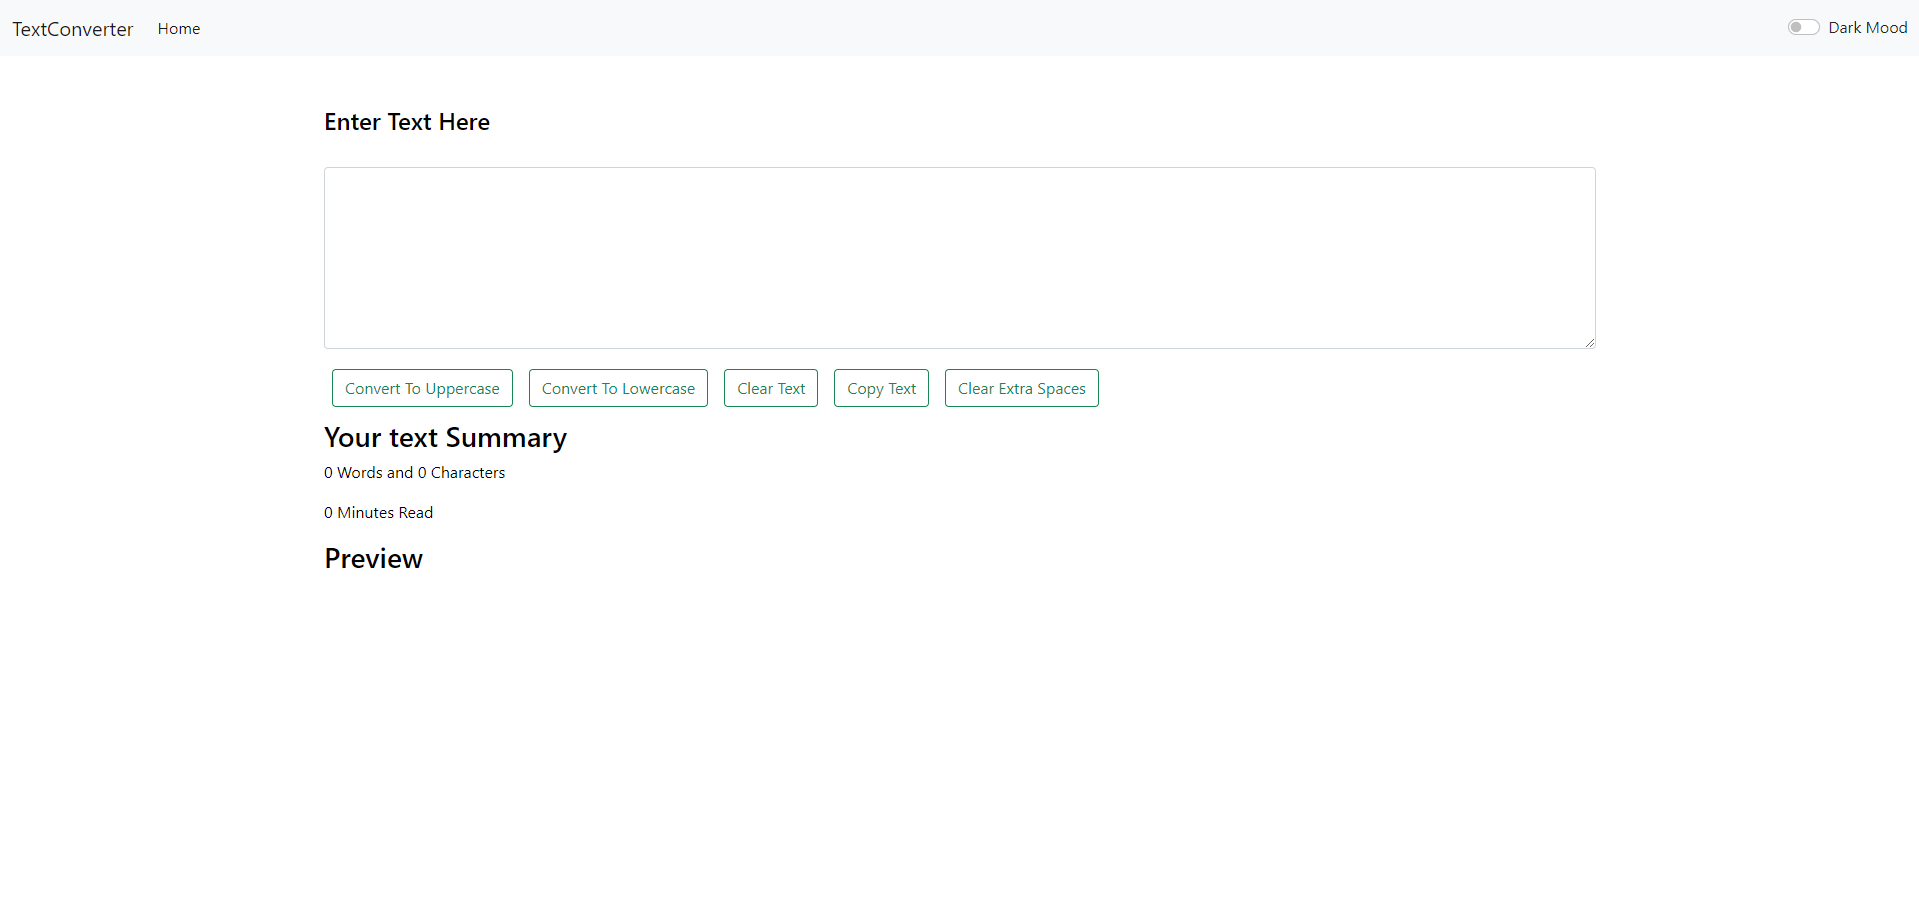 TextConverter Home Dark Mood
Enter Text Here
Convert To Uppercase Convert To Lowercase Clear Text Copy Text Clear Extra Spaces
Your text Summary
0 Words and 0 Characters
0 Minutes Read
Preview